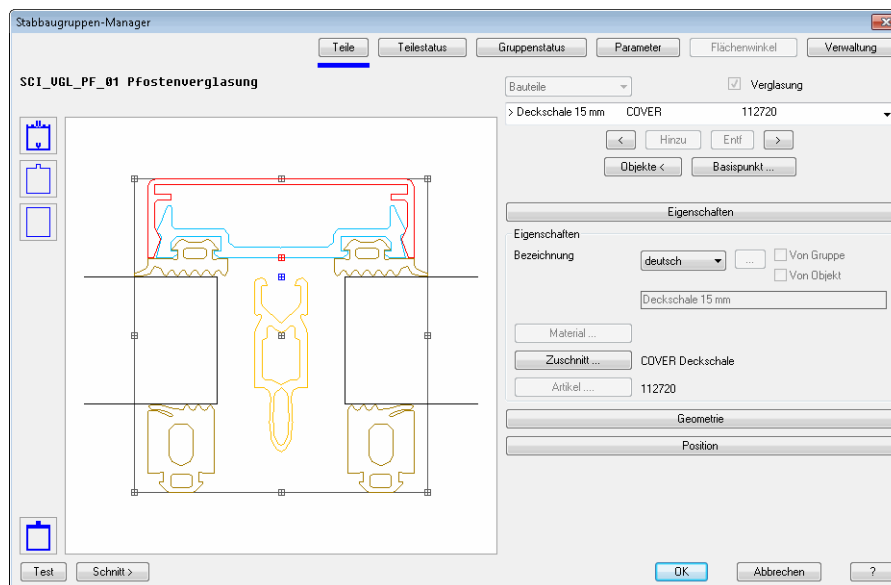 Stabbaugruppen-Manager
Teile Teilestatus Gruppenstatus Parameter Flächenwinkel Verwaltung
SCI_VGL_PF_01 Pfostenverglasung
Bauteile Verglasung
> Deckschale 15 mm COVER 112720
< Hinzu Entf >
Objekte < Basispunkt ...
Eigenschaften
Eigenschaften
Bezeichnung deutsch ... Von Gruppe
Von Objekt
Deckschale 15 mm
Material ...
Zuschnitt ... COVER Deckschale
Artikel .... 112720
Geometrie
Position
Test Schnitt > OK Abbrechen ?